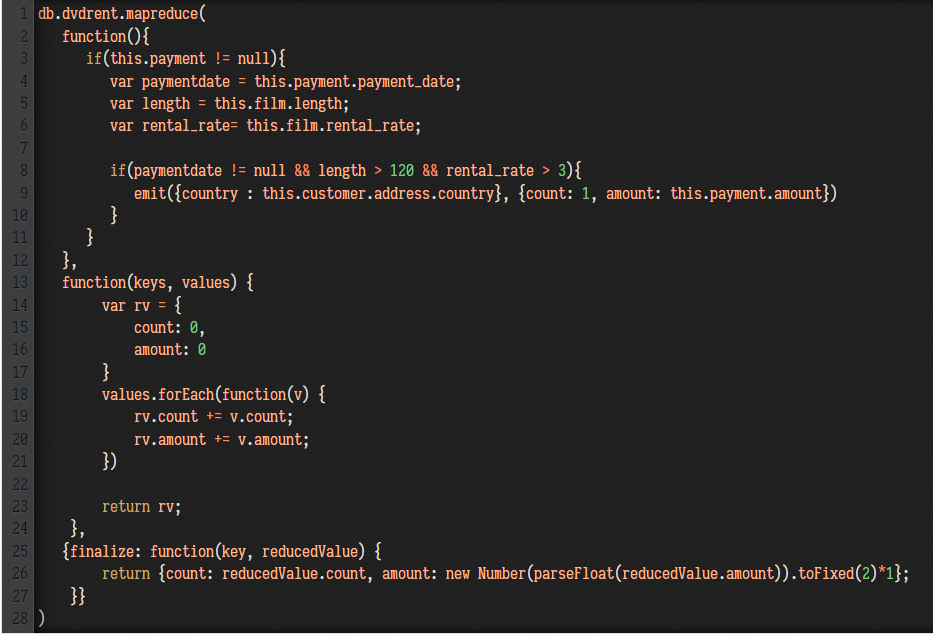 1 db.dvdrent.mapreduce(
2 function(){
3 if(this.payment != null){
4 var paymentdate = this.payment.payment_date;
5 var length = this.film.length;
6 var rental_rate= this.film.rental_rate;
7
8 if(paymentdate != null && length > 120 && rental_rate > 3){
9 emit({country : this.customer.address.country}, {count: 1, amount: this.payment.amount})
10 }
11 }
12 },
13 function(keys, values) {
14 var rv = {
15 count: 0,
16 amount: 0
17 }
18 values.forEach(function(v) {
19 rv.count += v.count;
20 rv.amount += v.amount;
21 })
22
23 return rv;
24 },
25 {finalize: function(key, reducedValue) {
26 return {count: reducedValue.count, amount: new Number(parseFloat(reducedValue.amount)).toFixed(2)*1};
27 }}
28 )